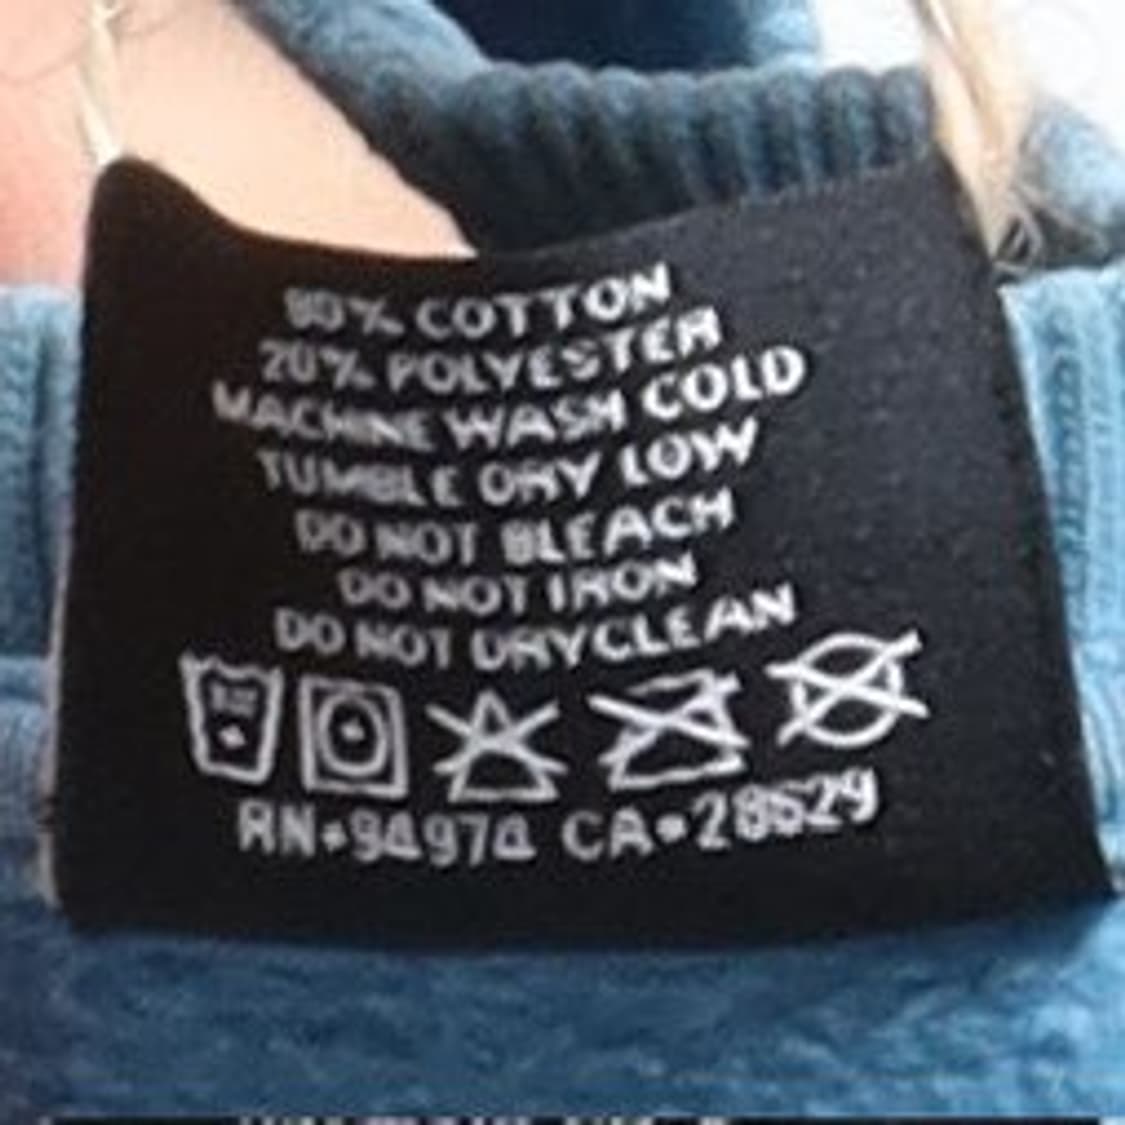 80% COTTON
20% POLYESTER
MACHINE WASH COLD
TUMBLE DRY LOW
DO NOT BLEACH
DO NOT IRON
DO NOT DRYCLEAN
RN•94974 CA•28629